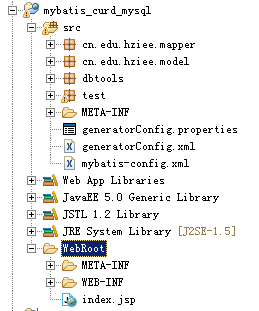 mybatis_curd_mysql
src
cn.edu.hziee.mapper
cn.edu.hziee.model
dbtools
test
META-INF
generatorConfig.properties
generatorConfig.xml
mybatis-config.xml
Web App Libraries
JavaEE 5.0 Generic Library
JSTL 1.2 Library
JRE System Library [J2SE-1.5]
WebRoot
META-INF
WEB-INF
index.jsp